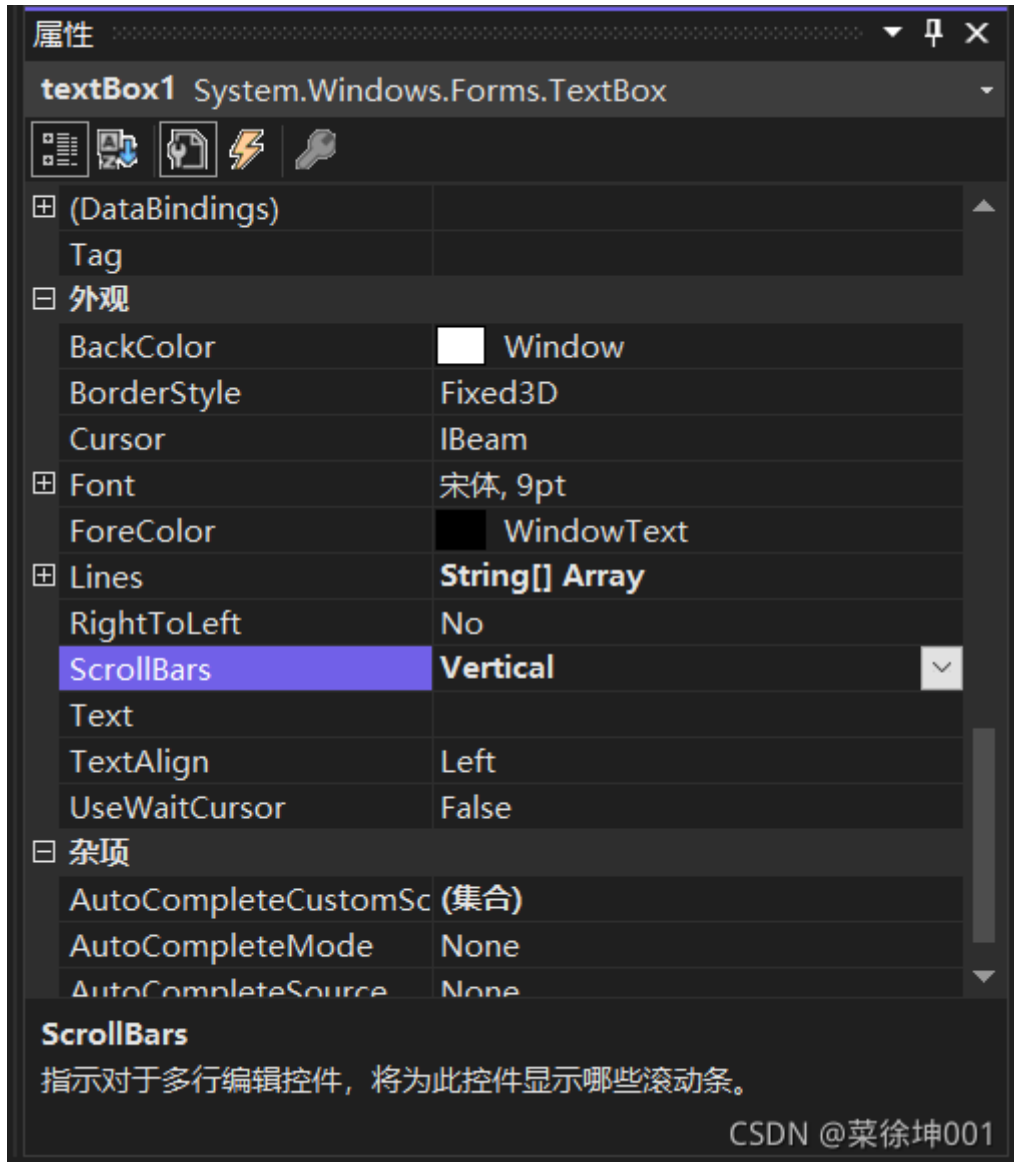 属性
textBox1 System.Windows.Forms.TextBox
(DataBindings)
Tag
外观
BackColor Window
BorderStyle Fixed3D
Cursor IBeam
Font 宋体, 9pt
ForeColor WindowText
Lines String[] Array
RightToLeft No
ScrollBars Vertical
Text
TextAlign Left
UseWaitCursor False
杂项
AutoCompleteCustomSc (集合)
AutoCompleteMode None
AutoCompleteSource None
ScrollBars
指示对于多行编辑控件，将为此控件显示哪些滚动条。
CSDN @菜徐坤001